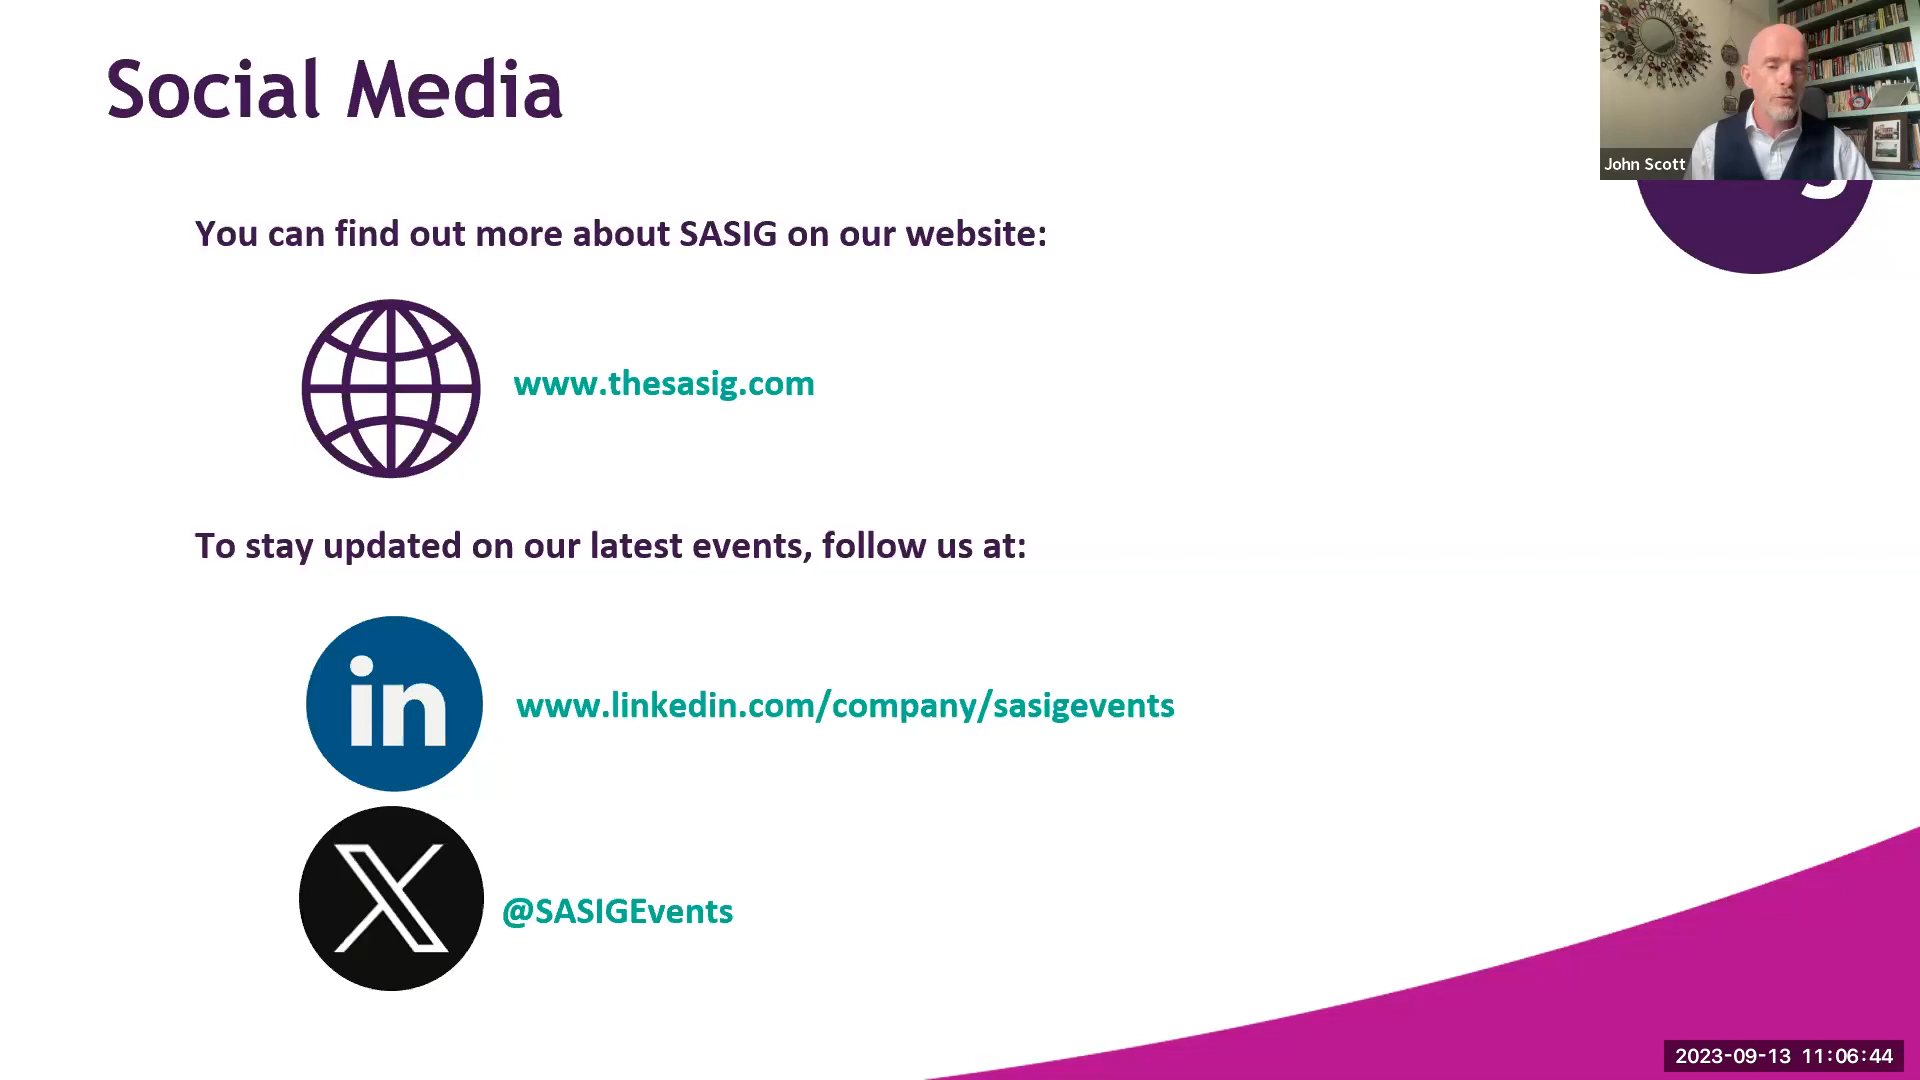 Social Media
John Scott
You can find out more about SASIG on our website:
www.thesasig.com
To stay updated on our latest events, follow us at:
in
www.linkedin.com/company/sasigevents
X
@SASIGEvents
2023-09-13 11:06:44